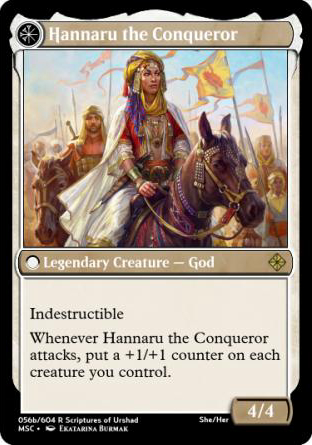 Hannaru the Conqueror
Legendary Creature — God
Indestructible
Whenever Hannaru the Conqueror
attacks, put a +1/+1 counter on each
creature you control.
056b/604 R Scriptures of Urshad
She/Her
4/4
MSC • EKATARINA BURMAK